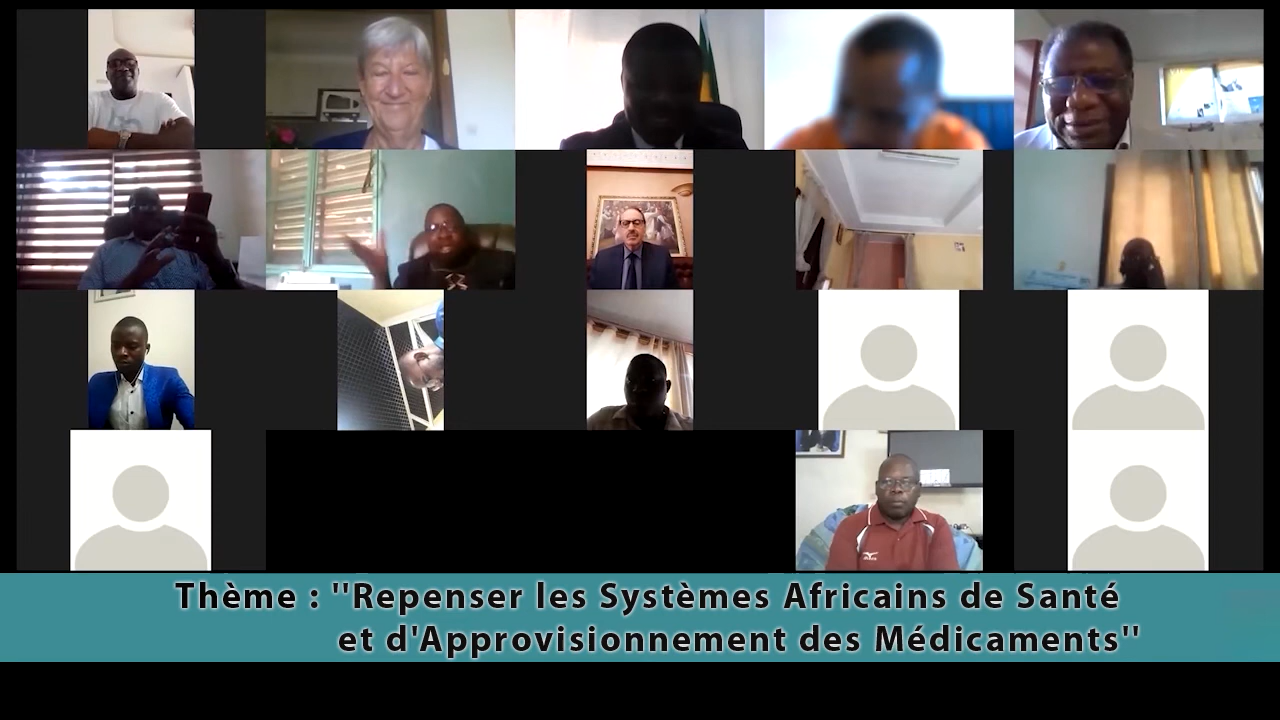 Thème : ''Repenser les Systèmes Africains de Santé
et d'Approvisionnement des Médicaments''